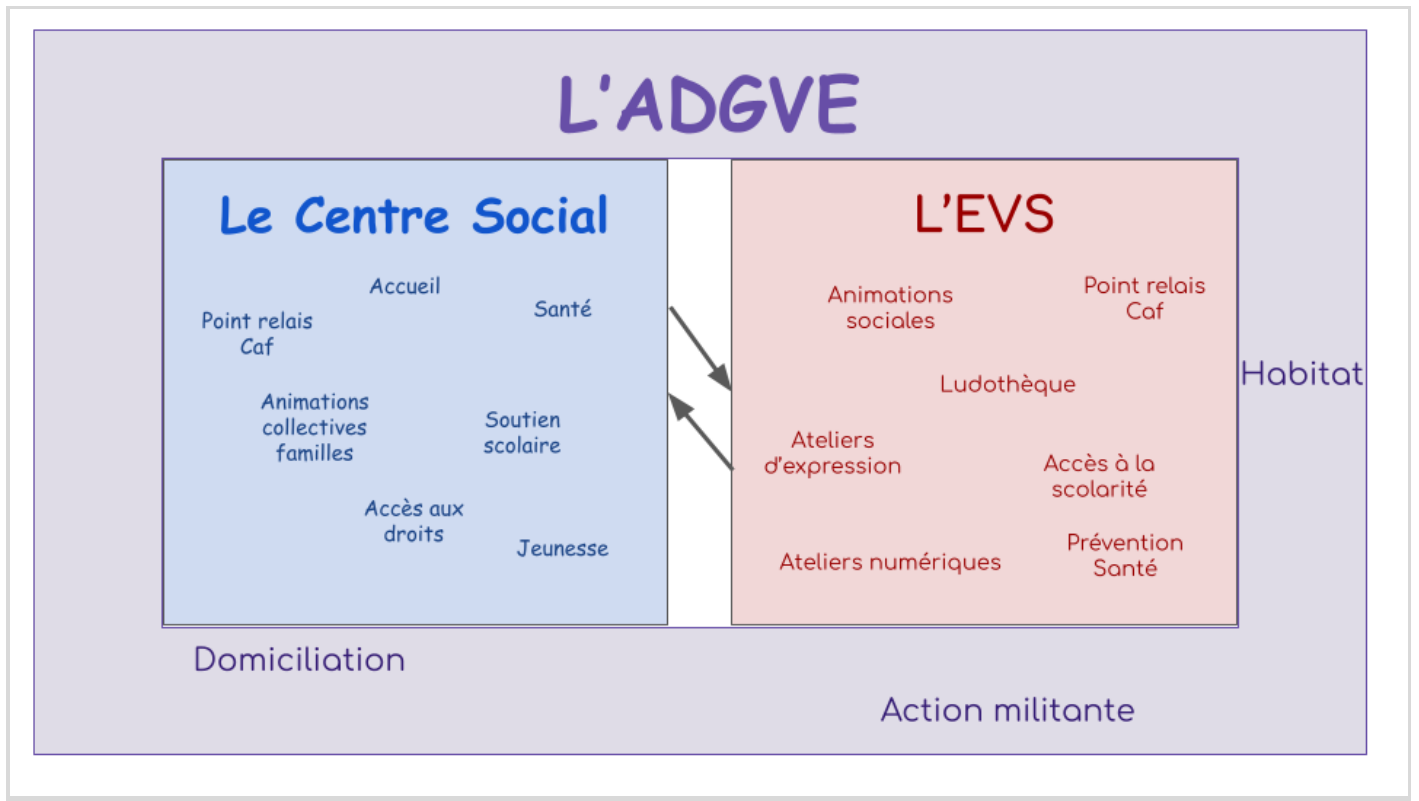 L'ADGVE
Le Centre Social
Accueil
Santé
Point relais
Caf
Animations
collectives
familles
Soutien
scolaire
Accès aux
droits
Jeunesse
L'EVS
Animations
sociales
Point relais
Caf
Ludothèque
Ateliers
d'expression
Accès à la
scolarité
Ateliers numériques
Prévention
Santé
Habitat
Domiciliation
Action militante